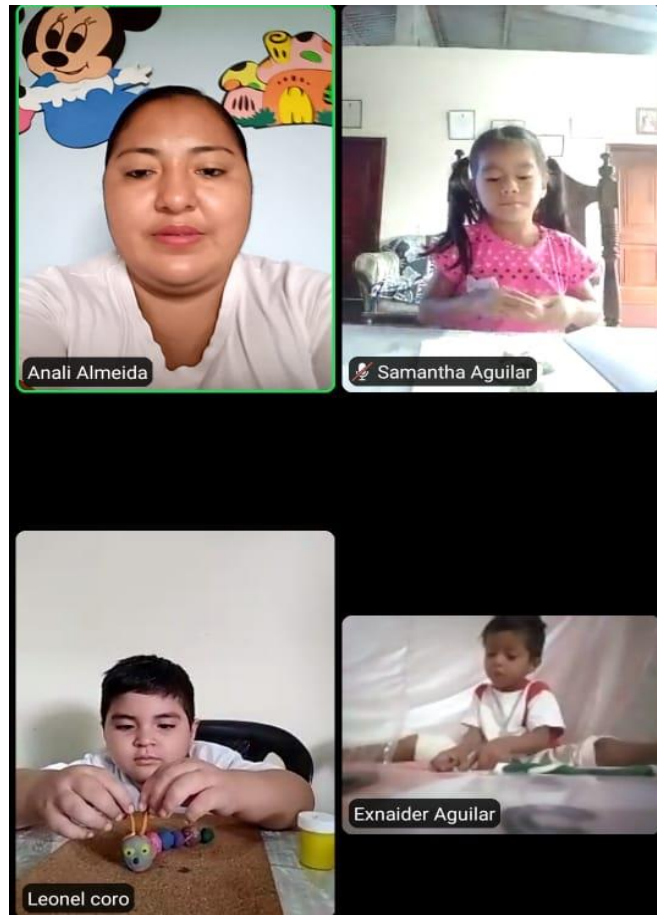 Anali Almeida
Samantha Aguilar
Exnaider Aguilar
Leonel coro